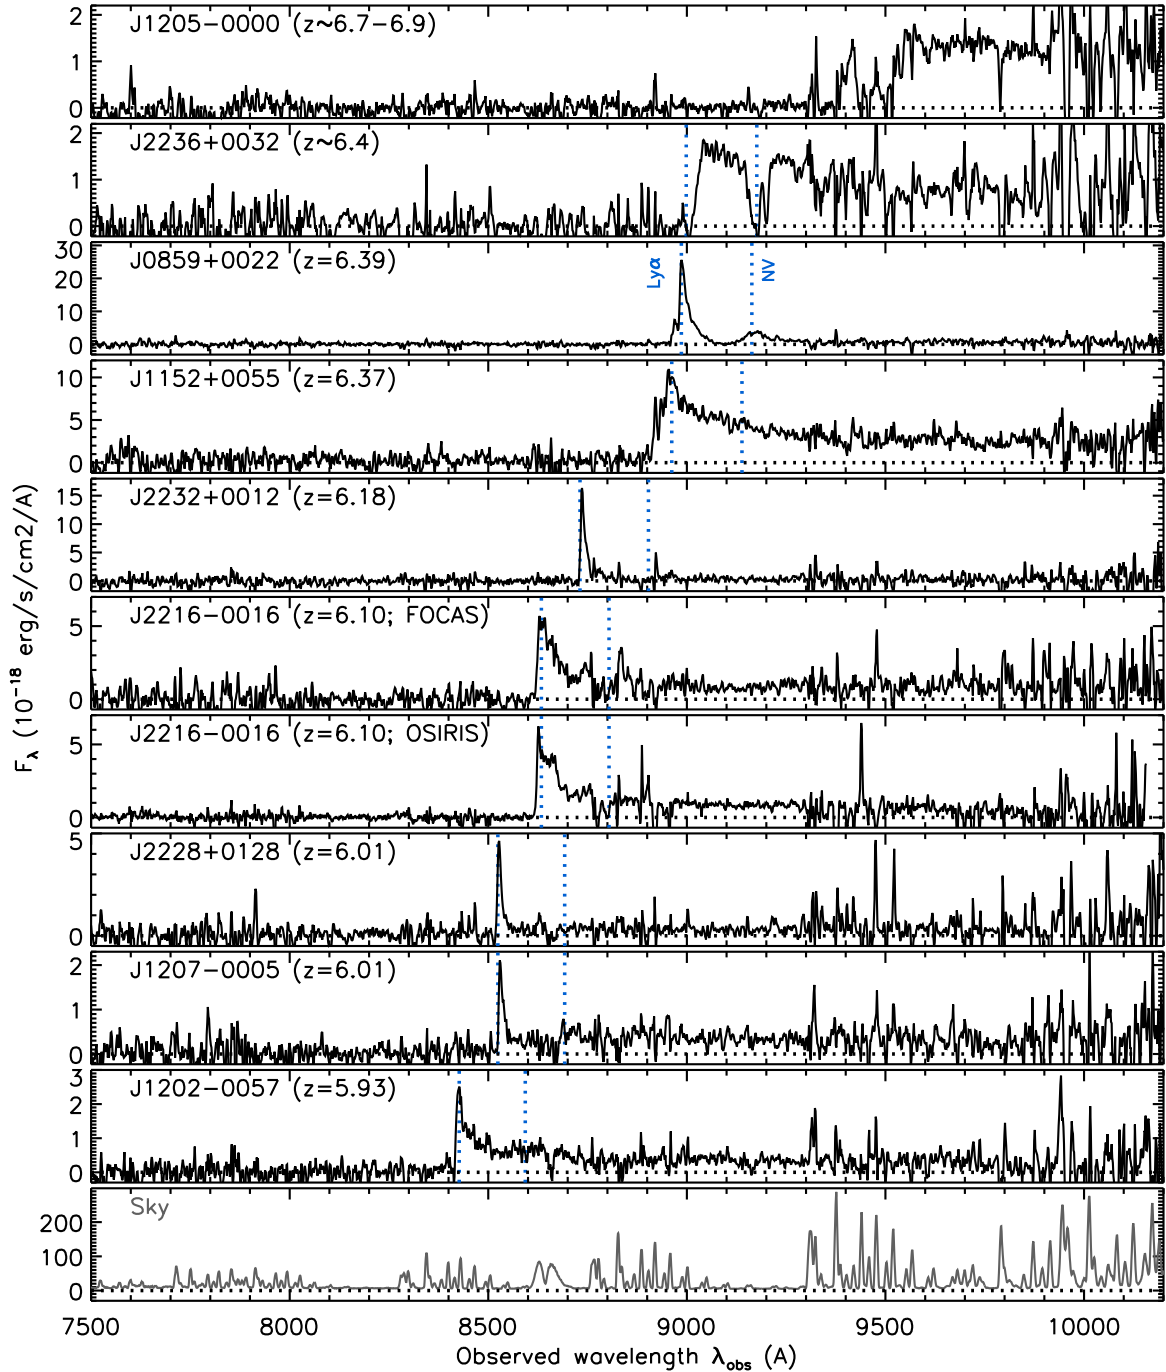 J1205-0000 (z~6.7-6.9)
2
1
0
J2236+0032 (z~6.4)
2
1
0
J0859+0022 (z=6.39)
30
20
10
0
Lyα
NV
J1152+0055 (z=6.37)
10
5
0
J2232+0012 (z=6.18)
15
10
5
0
J2216-0016 (z=6.10; FOCAS)
5
0
J2216-0016 (z=6.10; OSIRIS)
5
0
J2228+0128 (z=6.01)
5
0
J1207-0005 (z=6.01)
2
1
0
J1202-0057 (z=5.93)
3
2
1
0
Sky
200
100
0
Fλ (10⁻¹⁸ erg/s/cm2/A)
7500 8000 8500 9000 9500 10000
Observed wavelength λobs (A)